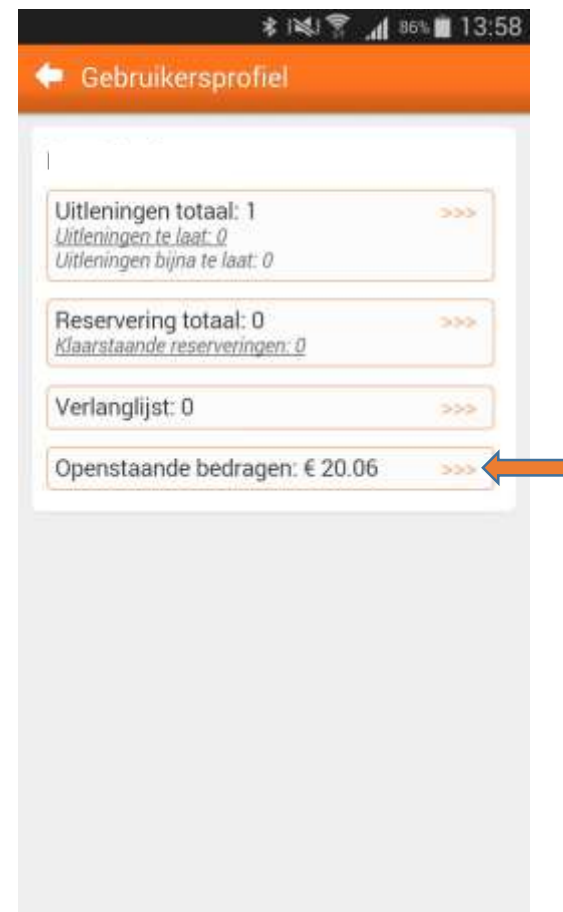 86% 13:58
Gebruikersprofiel
Uitleningen totaal: 1 >>>
Uitleningen te laat: 0
Uitleningen bijna te laat: 0
Reservering totaal: 0 >>>
Klaarstaande reserveringen: 0
Verlanglijst: 0 >>>
Openstaande bedragen: € 20.06 >>>